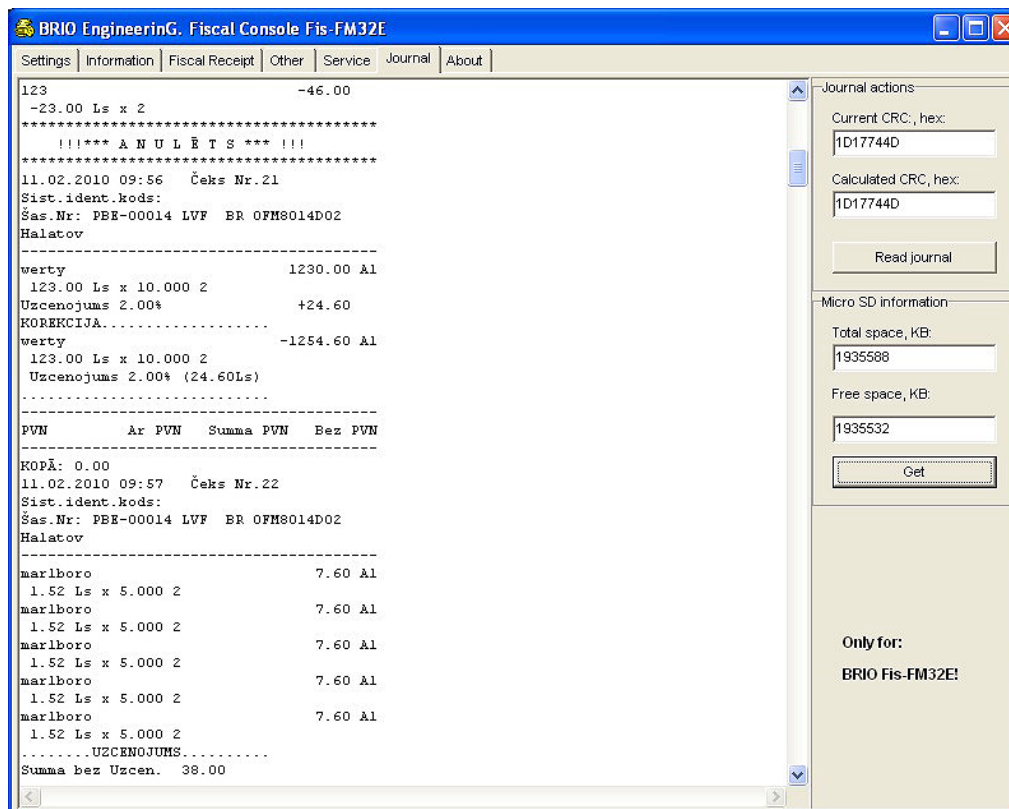 BRIO EngineerinG. Fiscal Console Fis-FM32E
Settings Information Fiscal Receipt Other Service Journal About
123 -46.00
-23.00 Ls x 2
*****************************************
!!!*** A N U L Ē T S *** !!!
*****************************************
11.02.2010 09:56 Čeks Nr.21
Sist.ident.kods:
Šas.Nr: PBE-00014 LVF BR 0FM8014D02
Halatov
-----------------------------------------
werty 1230.00 A1
123.00 Ls x 10.000 2
Uzcenojums 2.00% +24.60
KOREKCIJA...................
werty -1254.60 A1
123.00 Ls x 10.000 2
Uzcenojums 2.00% (24.60Ls)
............................
-----------------------------------------
PVN Ar PVN Summa PVN Bez PVN
-----------------------------------------
KOPĀ: 0.00
11.02.2010 09:57 Čeks Nr.22
Sist.ident.kods:
Šas.Nr: PBE-00014 LVF BR 0FM8014D02
Halatov
-----------------------------------------
marlboro 7.60 A1
1.52 Ls x 5.000 2
marlboro 7.60 A1
1.52 Ls x 5.000 2
marlboro 7.60 A1
1.52 Ls x 5.000 2
marlboro 7.60 A1
1.52 Ls x 5.000 2
marlboro 7.60 A1
1.52 Ls x 5.000 2
........UZCENOJUMS..........
Summa bez Uzcen. 38.00
Journal actions
Current CRC:, hex:
1D17744D
Calculated CRC, hex:
1D17744D
Read journal
Micro SD information
Total space, KB:
1935588
Free space, KB:
1935532
Get
Only for:
BRIO Fis-FM32E!